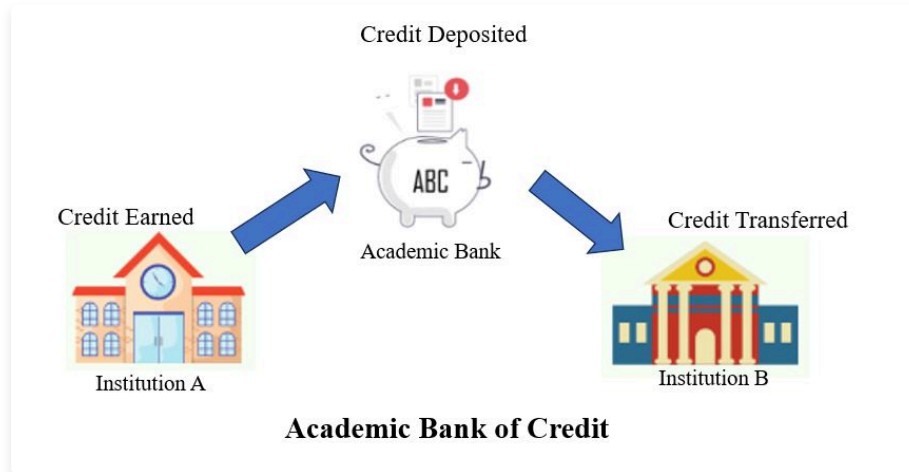 Credit Deposited
ABC
Academic Bank
Credit Earned
Institution A
Credit Transferred
Institution B
Academic Bank of Credit